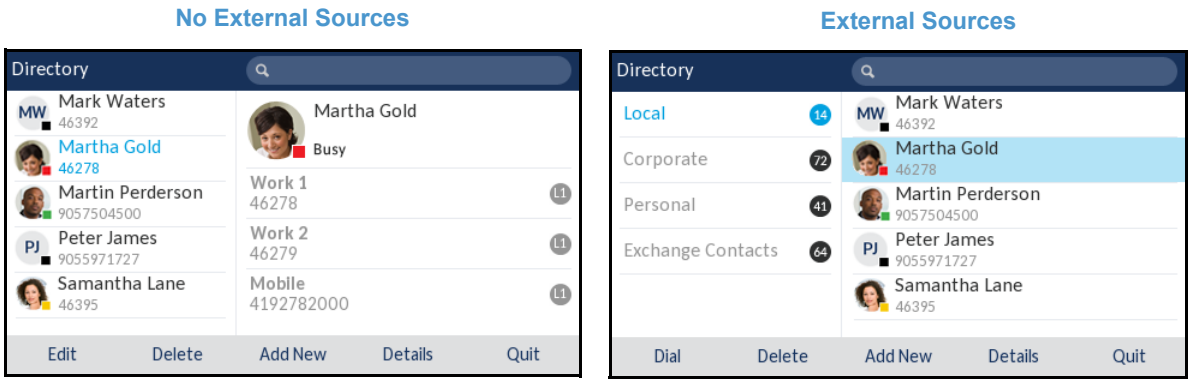 No External Sources
Directory
MW
Mark Waters
46392
Martha Gold
46278
Martin Perderson
9057504500
PJ
Peter James
9055971727
Samantha Lane
46395
Martha Gold
Busy
Work 1
46278
L1
Work 2
46279
L1
Mobile
4192782000
L1
Edit Delete Add New Details Quit
External Sources
Directory
Local 14
Corporate 72
Personal 41
Exchange Contacts 64
MW
Mark Waters
46392
Martha Gold
46278
Martin Perderson
9057504500
PJ
Peter James
9055971727
Samantha Lane
46395
Dial Delete Add New Details Quit